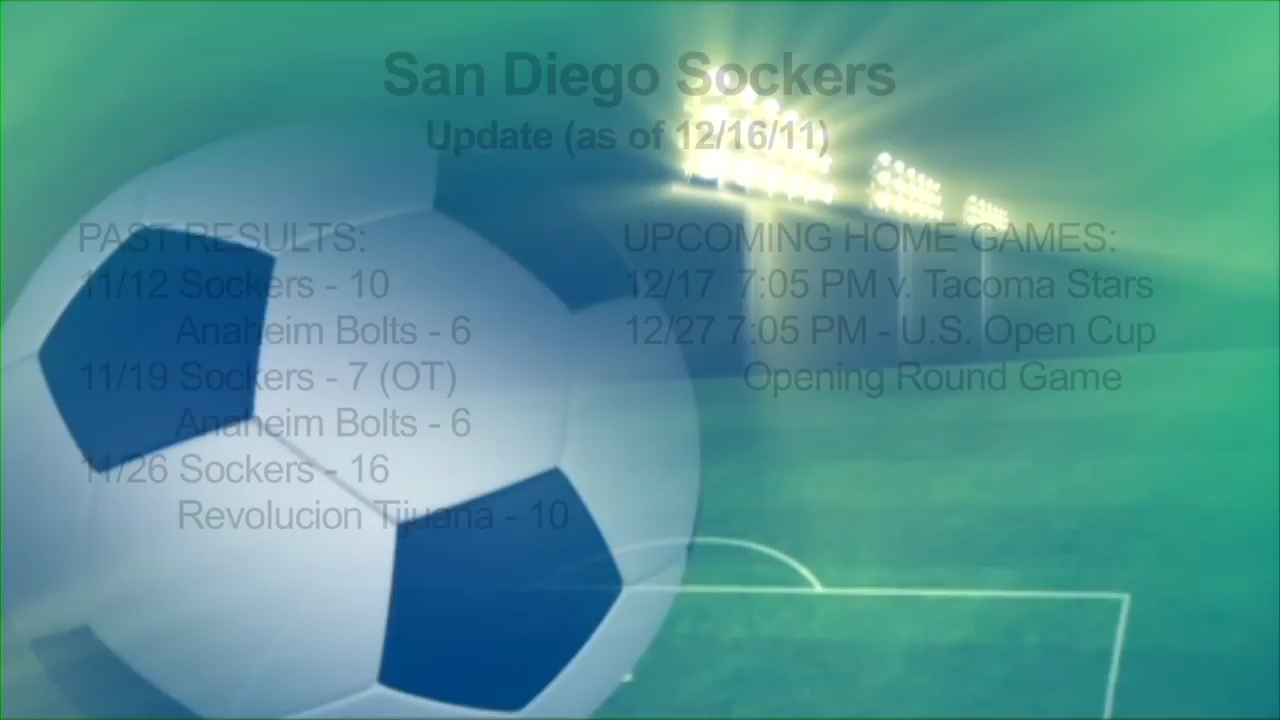 San Diego Sockers
Update (as of 12/16/11)
PAST RESULTS:
11/12 Sockers - 10
Anaheim Bolts - 6
11/19 Sockers - 7 (OT)
Anaheim Bolts - 6
11/26 Sockers - 16
Revolucion Tijuana - 10
UPCOMING HOME GAMES:
12/17 7:05 PM v. Tacoma Stars
12/27 7:05 PM - U.S. Open Cup
Opening Round Game